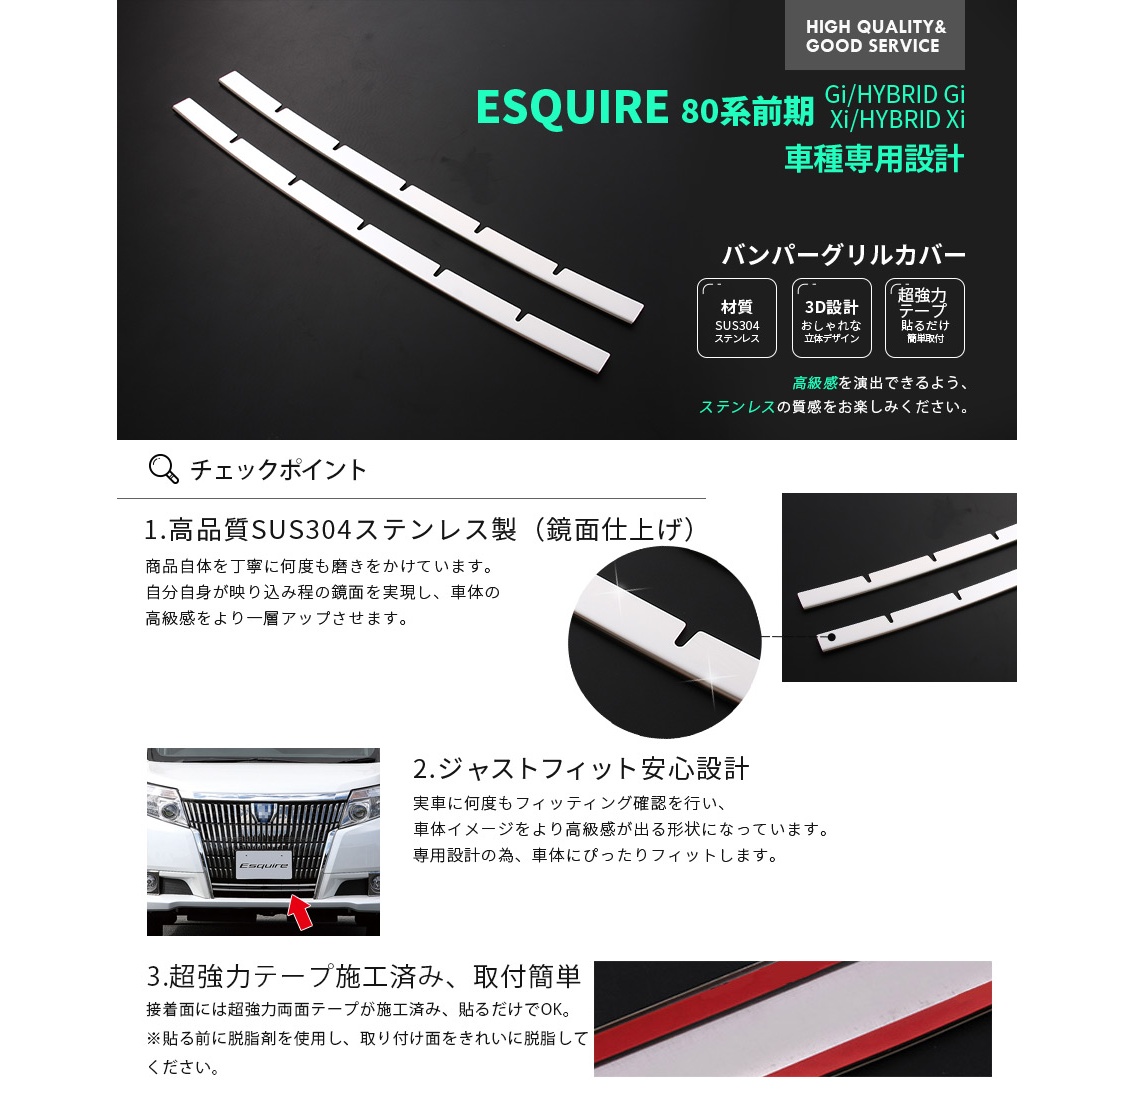 HIGH QUALITY&
GOOD SERVICE
ESQUIRE 80系前期 Gi/HYBRID Gi
Xi/HYBRID Xi
車種専用設計
バンパーグリルカバー
材質
SUS304
ステンレス
3D設計
おしゃれな
立体デザイン
超強力
テープ
貼るだけ
簡単取付
高級感を演出できるよう、
ステンレスの質感をお楽しみください。
チェックポイント
1.高品質SUS304ステンレス製（鏡面仕上げ）
商品自体を丁寧に何度も磨きをかけています。
自分自身が映り込み程の鏡面を実現し、車体の
高級感をより一層アップさせます。
Esquire
2.ジャストフィット安心設計
実車に何度もフィッティング確認を行い、
車体イメージをより高級感が出る形状になっています。
専用設計の為、車体にぴったりフィットします。
3.超強力テープ施工済み、取付簡単
接着面には超強力両面テープが施工済み、貼るだけでOK。
※貼る前に脱脂剤を使用し、取り付け面をきれいに脱脂して
ください。